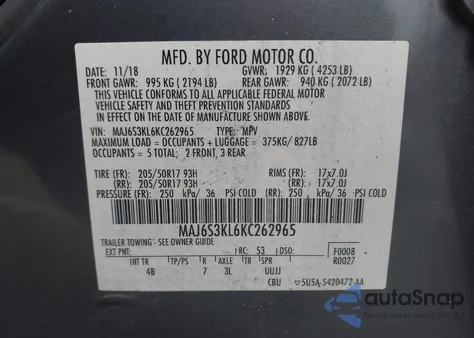 MFD. BY FORD MOTOR CO.
DATE: 11/18 GVWR: 1929 KG ( 4253 LB)
FRONT GAWR: 995 KG ( 2194 LB) REAR GAWR: 940 KG ( 2072 LB)
THIS VEHICLE CONFORMS TO ALL APPLICABLE FEDERAL MOTOR
VEHICLE SAFETY AND BUMPER STANDARDS
IN EFFECT ON THE DATE OF MANUFACTURE SHOWN ABOVE.
VIN: MAJ6S3KL6KC262965 TYPE: MPV
MAXIMUM LOAD = OCCUPANTS + LUGGAGE = 375KG/ 827LB
OCCUPANTS = 5 TOTAL; 2 FRONT, 3 REAR
TIRE (FR): 205/50R17 93H RIMS (FR): 17x7.0J
(RR): 205/50R17 93H (RR): 17x7.0J
PRESSURE (FR): 250 kPa/ 36 PSI COLD (RR): 250 kPa/ 36 PSI COLD
MAJ6S3KL6KC262965
TRAILER TOWING - SEE OWNER GUIDE
EXT PNT: RC: 53 DSO: F0008
R0027
INT TR TP/PS R AXLE TR SPR
4B 7 3L UUJJ
CBU 5U5A-5420472-AA
autaSnap